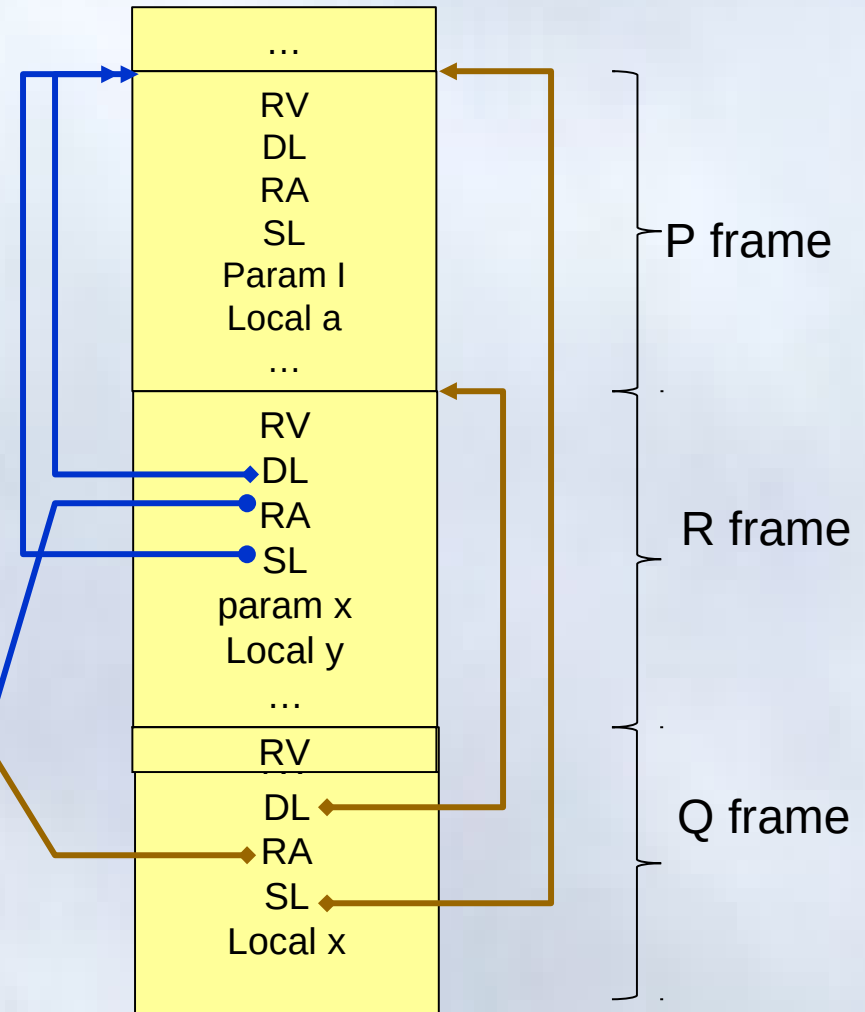 …
RV
DL
RA
SL
Param I
Local a
…
P frame
RV
DL
RA
SL
param x
Local y
…
R frame
RV
…
DL
RA
SL
Local x
Q frame